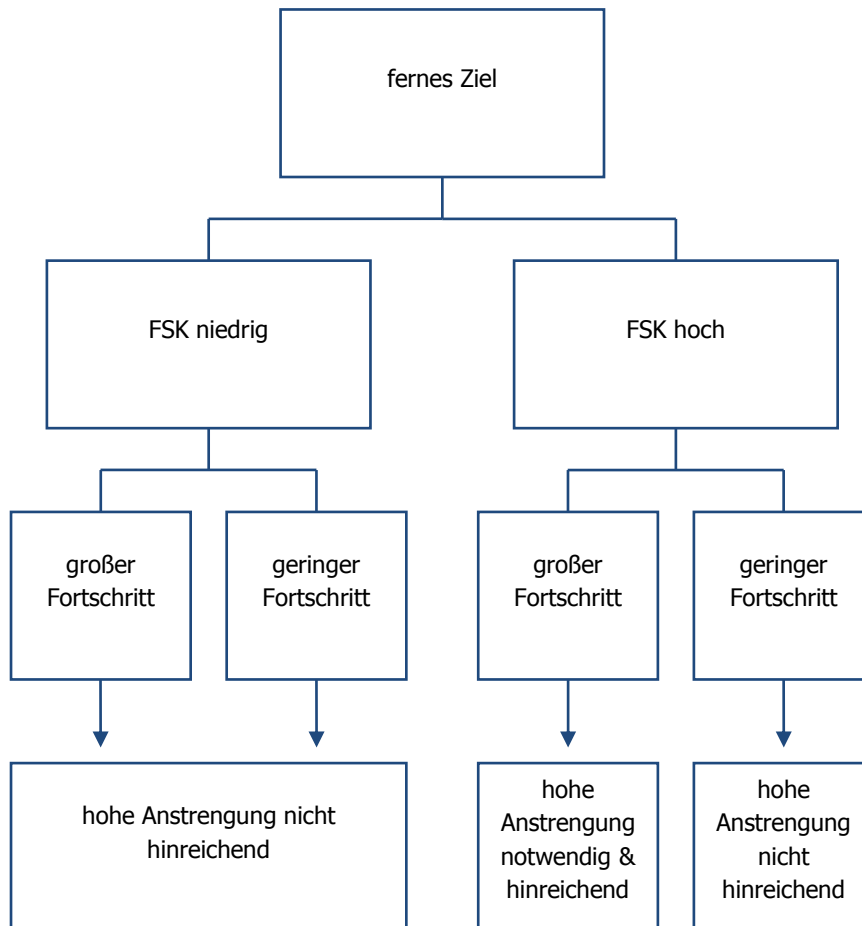 fernes Ziel
FSK niedrig
FSK hoch
großer
Fortschritt
geringer
Fortschritt
großer
Fortschritt
geringer
Fortschritt
hohe Anstrengung nicht
hinreichend
hohe
Anstrengung
notwendig &
hinreichend
hohe
Anstrengung
nicht
hinreichend